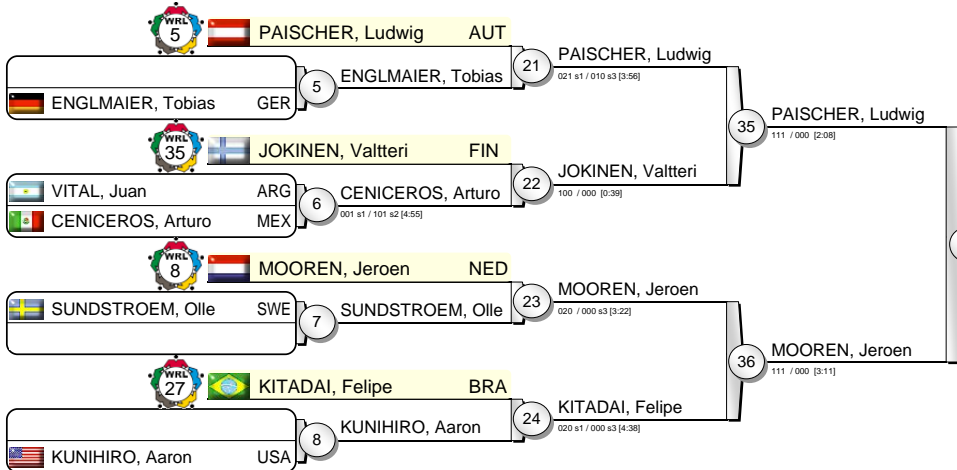 WRL
5
PAISCHER, Ludwig AUT
21
PAISCHER, Ludwig
021 s1 / 010 s3 [3:56]
5
ENGLMAIER, Tobias
ENGLMAIER, Tobias GER
35
PAISCHER, Ludwig
111 / 000 [2:08]
WRL
35
JOKINEN, Valtteri FIN
22
JOKINEN, Valtteri
100 / 000 [0:39]
VITAL, Juan ARG
6
CENICEROS, Arturo
001 s1 / 101 s2 [4:55]
CENICEROS, Arturo MEX
WRL
8
MOOREN, Jeroen NED
23
MOOREN, Jeroen
020 / 000 s3 [3:22]
SUNDSTROEM, Olle SWE
7
SUNDSTROEM, Olle
36
MOOREN, Jeroen
111 / 000 [3:11]
WRL
27
KITADAI, Felipe BRA
24
KITADAI, Felipe
020 s1 / 000 s3 [4:38]
8
KUNIHIRO, Aaron
KUNIHIRO, Aaron USA